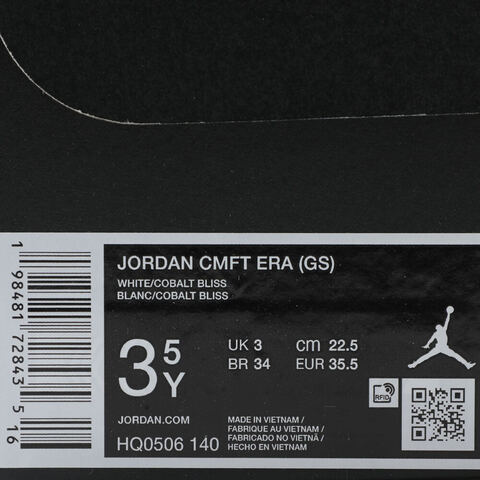 JORDAN CMFT ERA (GS)
WHITE/COBALT BLISS
BLANC/COBALT BLISS
3 5 Y
UK 3 cm 22.5
BR 34 EUR 35.5
RFID
JORDAN.COM
HQ0506 140
MADE IN VIETNAM /
FABRIQUE AU VIETNAM /
FABRICADO NO VIETNÃ /
HECHO EN VIETNAM
1 98481 72843 5 16